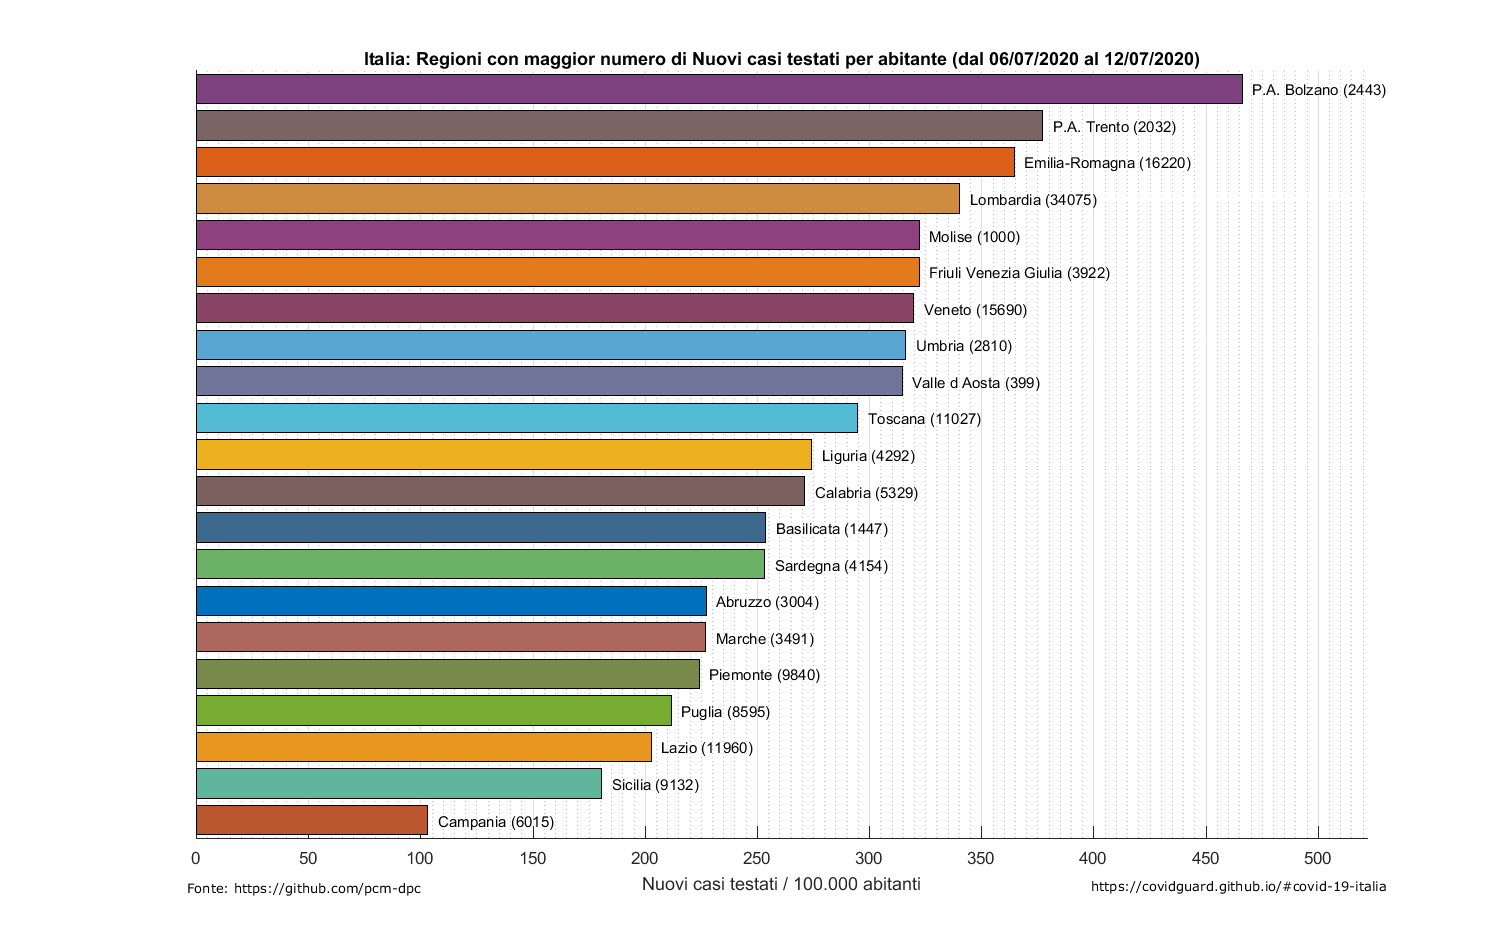 Italia: Regioni con maggior numero di Nuovi casi testati per abitante (dal 06/07/2020 al 12/07/2020)
P.A. Bolzano (2443)
P.A. Trento (2032)
Emilia-Romagna (16220)
Lombardia (34075)
Molise (1000)
Friuli Venezia Giulia (3922)
Veneto (15690)
Umbria (2810)
Valle d Aosta (399)
Toscana (11027)
Liguria (4292)
Calabria (5329)
Basilicata (1447)
Sardegna (4154)
Abruzzo (3004)
Marche (3491)
Piemonte (9840)
Puglia (8595)
Lazio (11960)
Sicilia (9132)
Campania (6015)
0 50 100 150 200 250 300 350 400 450 500
Nuovi casi testati / 100.000 abitanti
Fonte: https://github.com/pcm-dpc
https://covidguard.github.io/#covid-19-italia